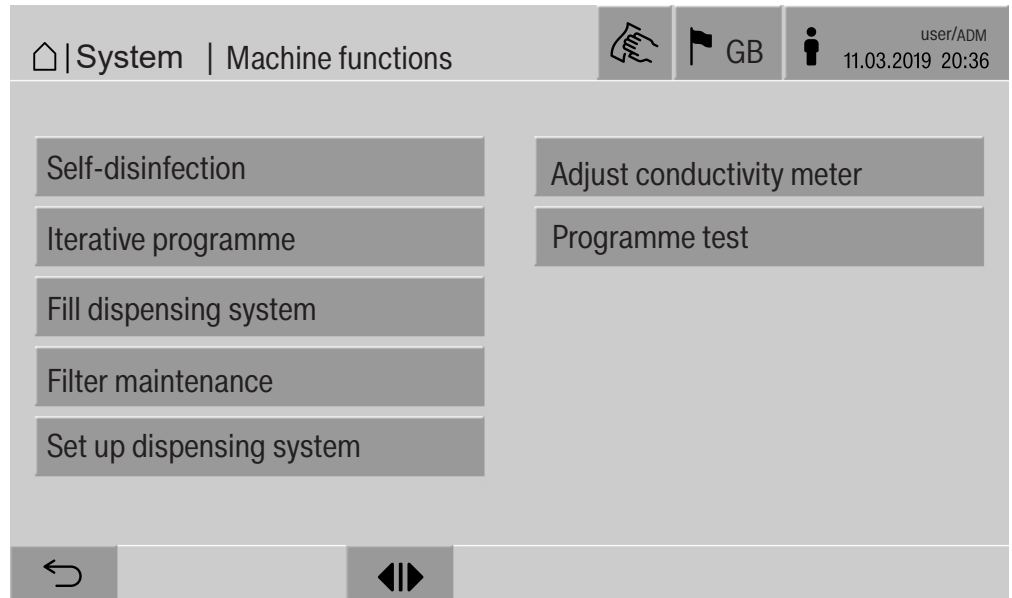 | System | Machine functions
GB
user/ADM
11.03.2019 20:36
Self-disinfection
Iterative programme
Fill dispensing system
Filter maintenance
Set up dispensing system
Adjust conductivity meter
Programme test